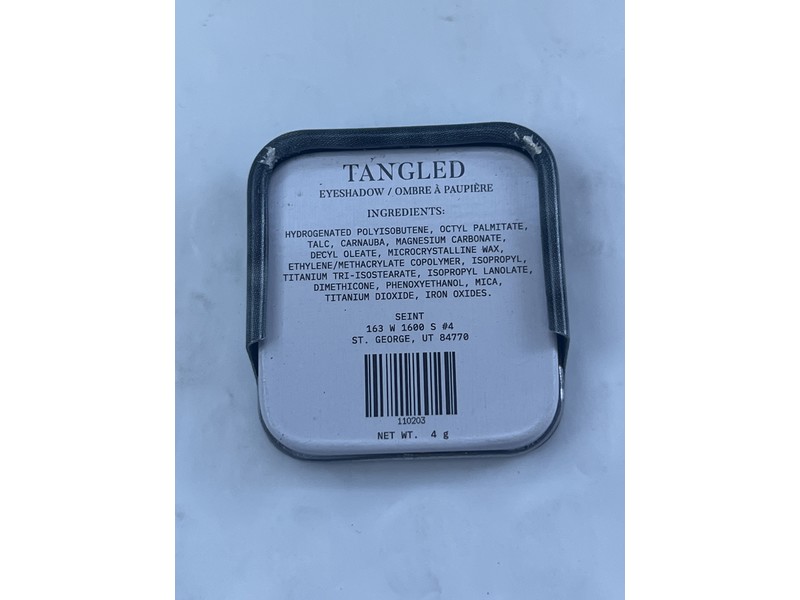 TANGLED
EYESHADOW / OMBRE À PAUPIÈRE
INGREDIENTS:
HYDROGENATED POLYISOBUTENE, OCTYL PALMITATE,
TALC, CARNAUBA, MAGNESIUM CARBONATE,
DECYL OLEATE, MICROCRYSTALLINE WAX,
ETHYLENE/METHACRYLATE COPOLYMER, ISOPROPYL,
TITANIUM TRI-ISOSTEARATE, ISOPROPYL LANOLATE,
DIMETHICONE, PHENOXYETHANOL, MICA,
TITANIUM DIOXIDE, IRON OXIDES.
SEINT
163 W 1600 S #4
ST. GEORGE, UT 84770
110203
NET WT. 4 g